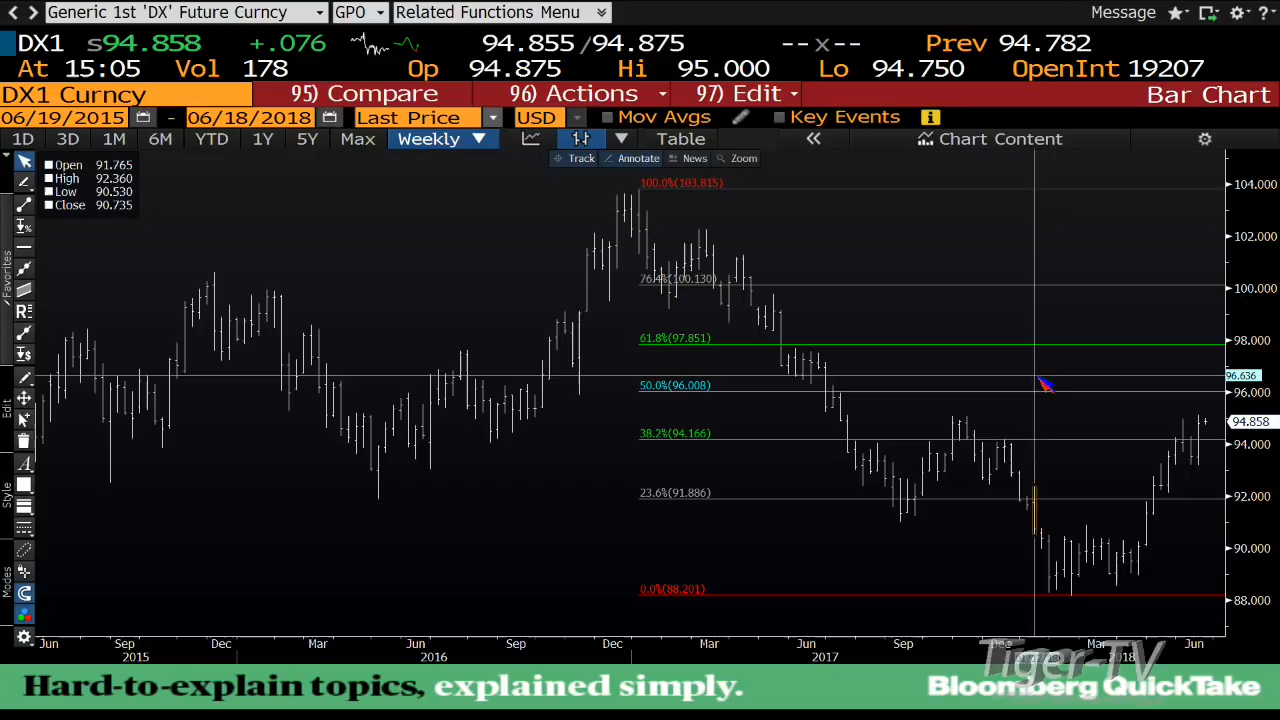 Generic 1st 'DX' Future Curncy GPO Related Functions Menu Message
DX1 s94.858 +.076 94.855/94.875 --x-- Prev 94.782
At 15:05 Vol 178 Op 94.875 Hi 95.000 Lo 94.750 OpenInt 19207
DX1 Curncy 95) Compare 96) Actions 97) Edit Bar Chart
06/19/2015 - 06/18/2018 Last Price USD Mov Avgs Key Events
1D 3D 1M 6M YTD 1Y 5Y Max Weekly Table Chart Content
Track Annotate News Zoom
Open 91.765
High 92.360
Low 90.530
Close 90.735
Favorites
Edit
Style
Modes
100.0%(103.815)
76.4%(100.130)
61.8%(97.851)
50.0%(96.008)
38.2%(94.166)
23.6%(91.886)
0.0%(88.201)
104.000
102.000
100.000
98.000
96.636
96.000
94.858
94.000
92.000
90.000
88.000
Jun Sep Dec Mar Jun Sep Dec Mar Jun Sep Dec Mar Jun
2015 2016 2017 2018
Tiger-TV
Hard-to-explain topics, explained simply. Bloomberg QuickTake